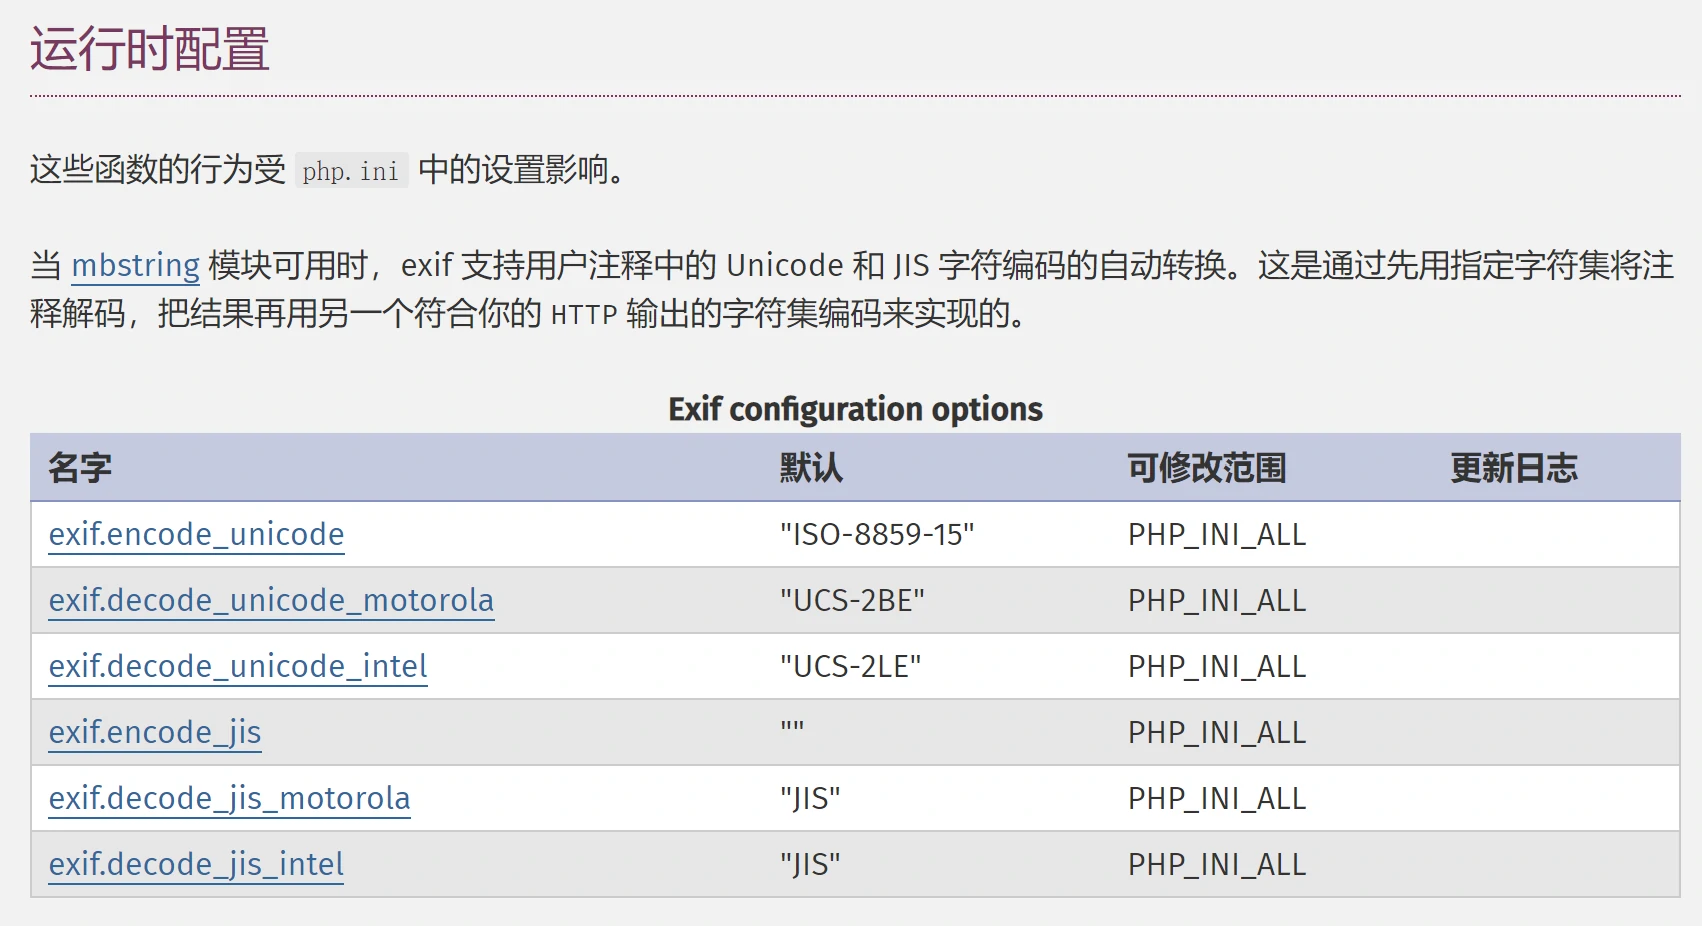 运行时配置
这些函数的行为受 php.ini 中的设置影响。
当 mbstring 模块可用时，exif 支持用户注释中的 Unicode 和 JIS 字符编码的自动转换。这是通过先用指定字符集将注
释解码，把结果再用另一个符合你的 HTTP 输出的字符集编码来实现的。
Exif configuration options
名字 默认 可修改范围 更新日志
exif.encode_unicode "ISO-8859-15" PHP_INI_ALL
exif.decode_unicode_motorola "UCS-2BE" PHP_INI_ALL
exif.decode_unicode_intel "UCS-2LE" PHP_INI_ALL
exif.encode_jis "" PHP_INI_ALL
exif.decode_jis_motorola "JIS" PHP_INI_ALL
exif.decode_jis_intel "JIS" PHP_INI_ALL